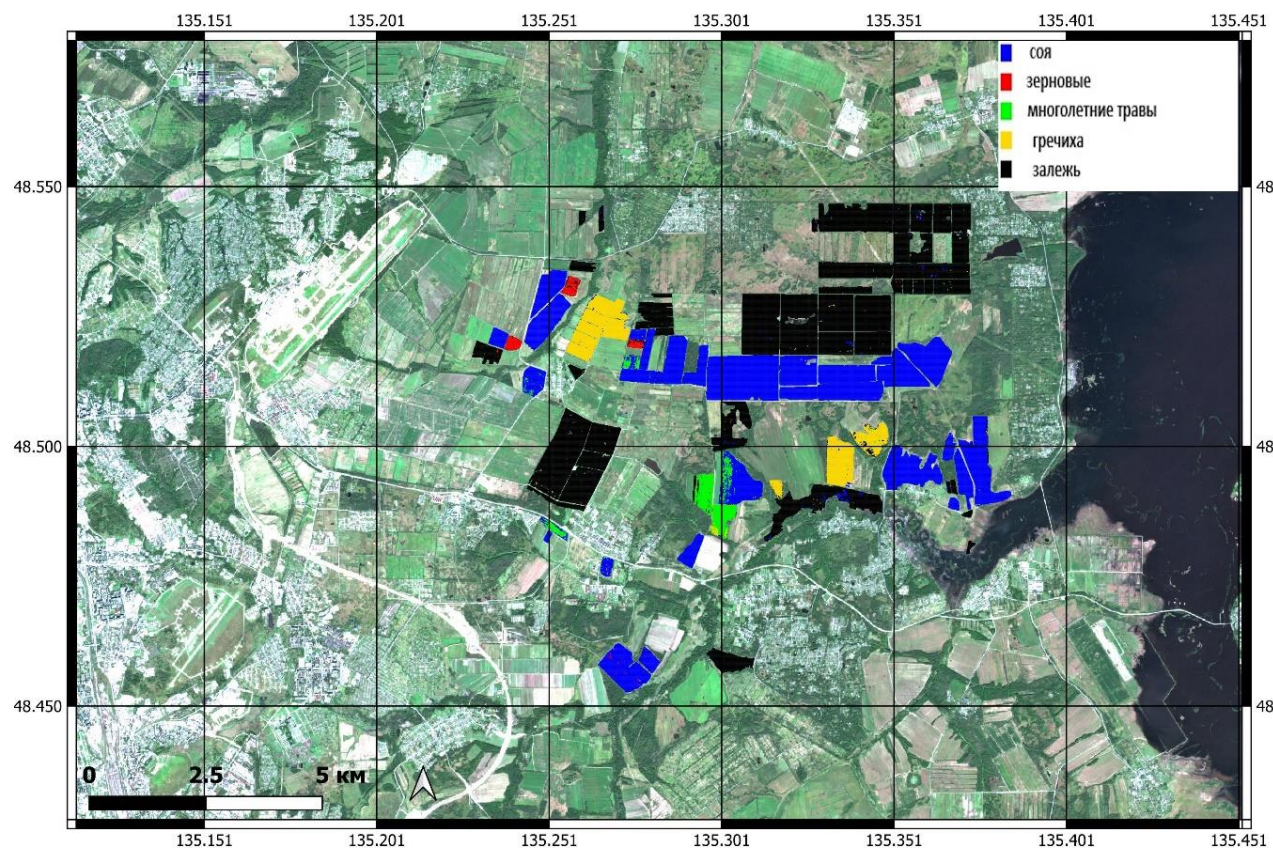 135.151 135.201 135.251 135.301 135.351 135.401 135.451
соя
зерновые
многолетние травы
гречиха
залежь
48.550 48
48.500 48
48.450 48
0 2.5 5 км
135.151 135.201 135.251 135.301 135.351 135.401 135.451